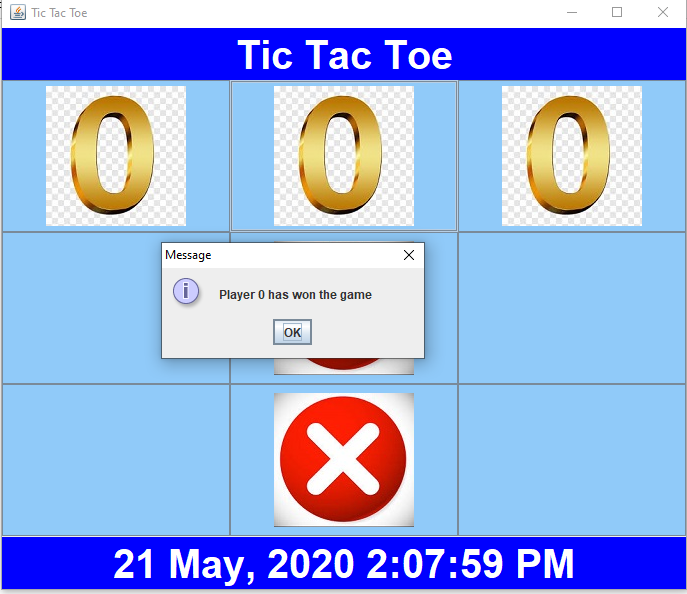 Tic Tac Toe
Tic Tac Toe
0 0 0
Message
Player 0 has won the game
OK
21 May, 2020 2:07:59 PM